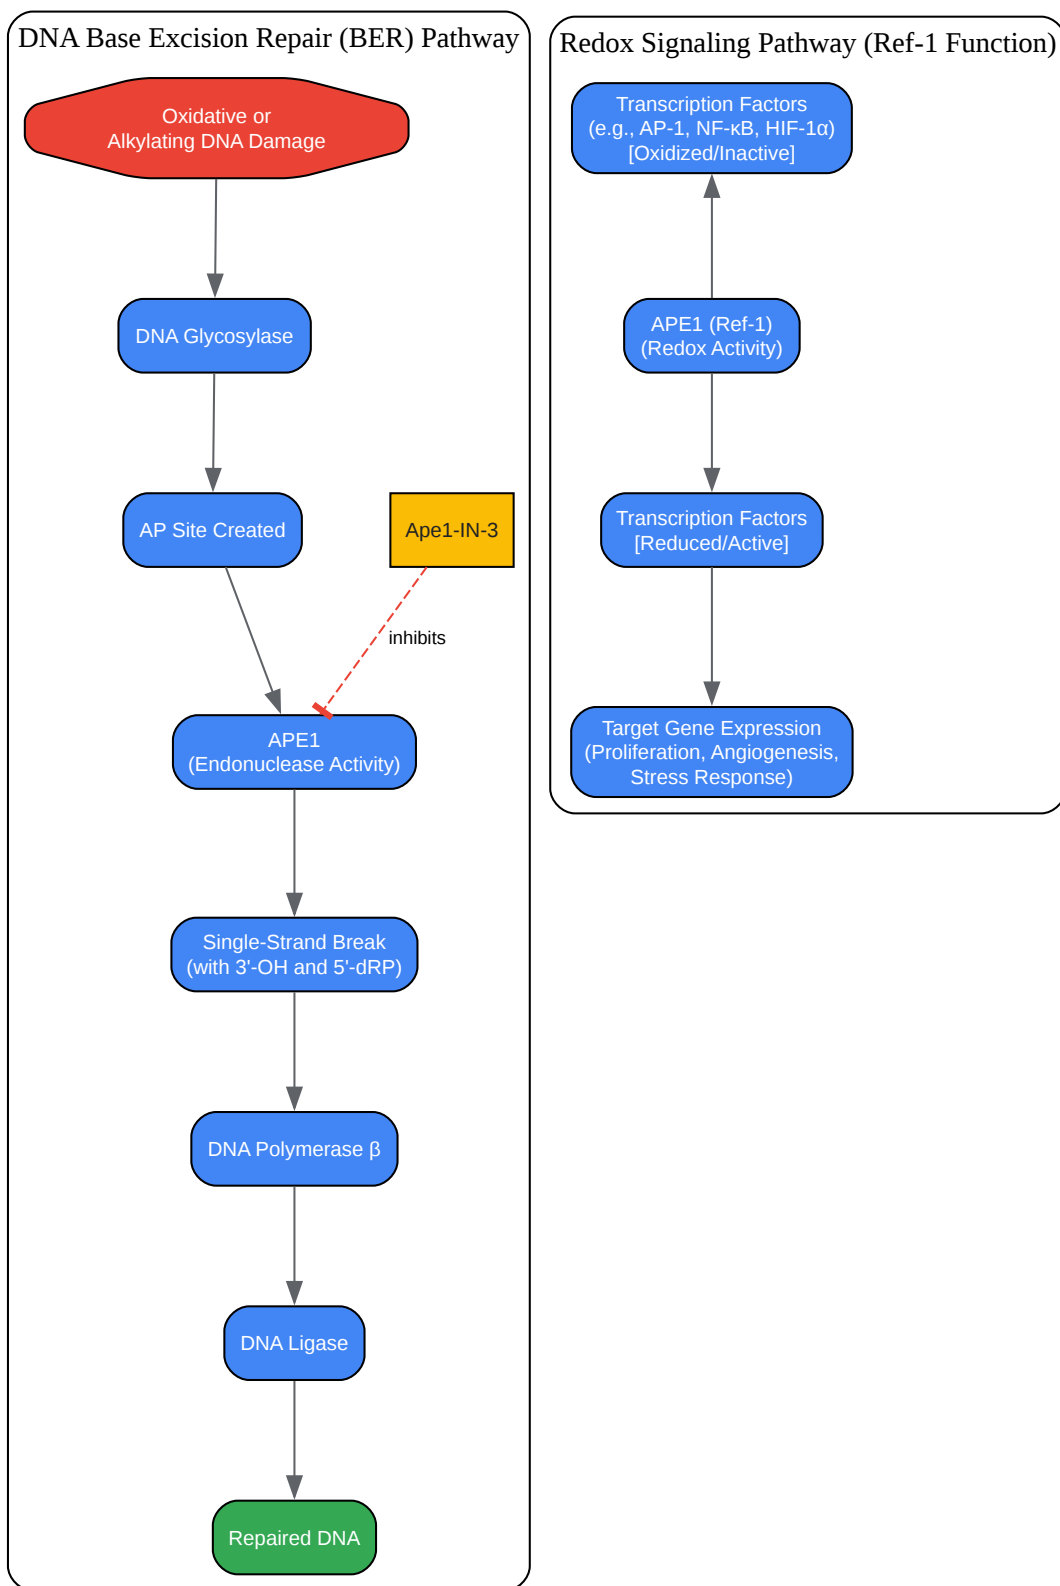 DNA Base Excision Repair (BER) Pathway
Oxidative or
Alkylating DNA Damage
DNA Glycosylase
AP Site Created
Ape1-IN-3
inhibits
APE1
(Endonuclease Activity)
Single-Strand Break
(with 3'-OH and 5'-dRP)
DNA Polymerase β
DNA Ligase
Repaired DNA
Redox Signaling Pathway (Ref-1 Function)
Transcription Factors
(e.g., AP-1, NF-κB, HIF-1α)
[Oxidized/Inactive]
APE1 (Ref-1)
(Redox Activity)
Transcription Factors
[Reduced/Active]
Target Gene Expression
(Proliferation, Angiogenesis,
Stress Response)